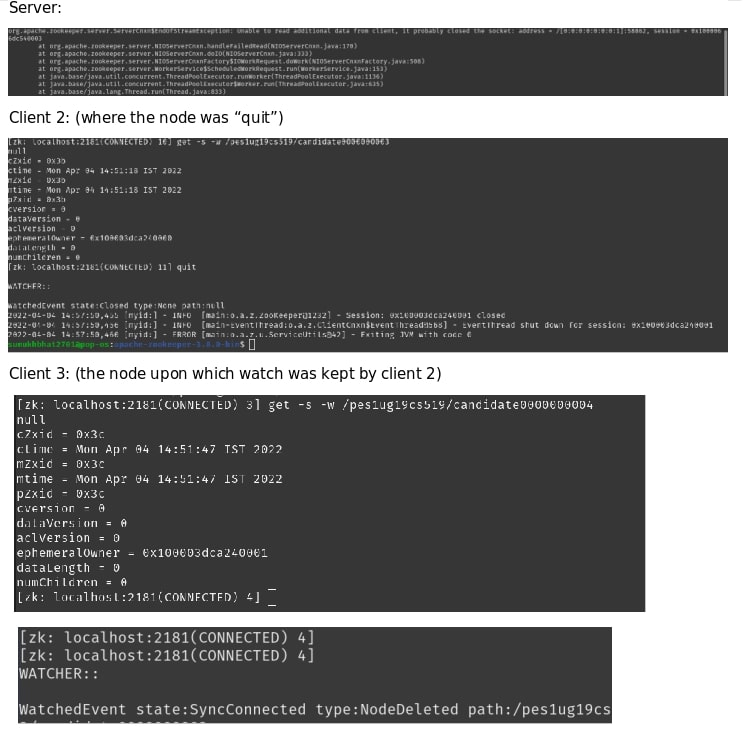 Server:
org.apache.zookeeper.server.ServerCnxn$EndOfStreamException: Unable to read additional data from client, it probably closed the socket: address = /[0:0:0:0:0:0:0:1]:58862, session = 0x100006
6dc540003
at org.apache.zookeeper.server.NIOServerCnxn.handleFailedRead(NIOServerCnxn.java:170)
at org.apache.zookeeper.server.NIOServerCnxn.doIO(NIOServerCnxn.java:333)
at org.apache.zookeeper.server.NIOServerCnxnFactory$IOWorkRequest.doWork(NIOServerCnxnFactory.java:508)
at org.apache.zookeeper.server.WorkerService$ScheduledWorkRequest.run(WorkerService.java:153)
at java.base/java.util.concurrent.ThreadPoolExecutor.runWorker(ThreadPoolExecutor.java:1136)
at java.base/java.util.concurrent.ThreadPoolExecutor$Worker.run(ThreadPoolExecutor.java:635)
at java.base/java.lang.Thread.run(Thread.java:833)
Client 2: (where the node was “quit”)
[zk: localhost:2181(CONNECTED) 10] get -s -w /pes1ug19cs519/candidate0000000003
null
cZxid = 0x3b
ctime = Mon Apr 04 14:51:18 IST 2022
mZxid = 0x3b
mtime = Mon Apr 04 14:51:18 IST 2022
pZxid = 0x3b
cversion = 0
dataVersion = 0
aclVersion = 0
ephemeralOwner = 0x100003dca240000
dataLength = 0
numChildren = 0
[zk: localhost:2181(CONNECTED) 11] quit
WATCHER::
WatchedEvent state:Closed type:None path:null
2022-04-04 14:57:50,455 [myid:] - INFO [main:o.a.z.ZooKeeper@1232] - Session: 0x100003dca240001 closed
2022-04-04 14:57:50,456 [myid:] - INFO [main-EventThread:o.a.z.ClientCnxn$EventThread@568] - EventThread shut down for session: 0x100003dca240001
2022-04-04 14:57:50,460 [myid:] - ERROR [main:o.a.z.u.ServiceUtils@42] - Exiting JVM with code 0
sumukhbhat2701@pop-os:apache-zookeeper-3.8.0-bin$
Client 3: (the node upon which watch was kept by client 2)
[zk: localhost:2181(CONNECTED) 3] get -s -w /pes1ug19cs519/candidate0000000004
null
cZxid = 0x3c
ctime = Mon Apr 04 14:51:47 IST 2022
mZxid = 0x3c
mtime = Mon Apr 04 14:51:47 IST 2022
pZxid = 0x3c
cversion = 0
dataVersion = 0
aclVersion = 0
ephemeralOwner = 0x100003dca240001
dataLength = 0
numChildren = 0
[zk: localhost:2181(CONNECTED) 4]
[zk: localhost:2181(CONNECTED) 4]
[zk: localhost:2181(CONNECTED) 4]
WATCHER::
WatchedEvent state:SyncConnected type:NodeDeleted path:/pes1ug19cs